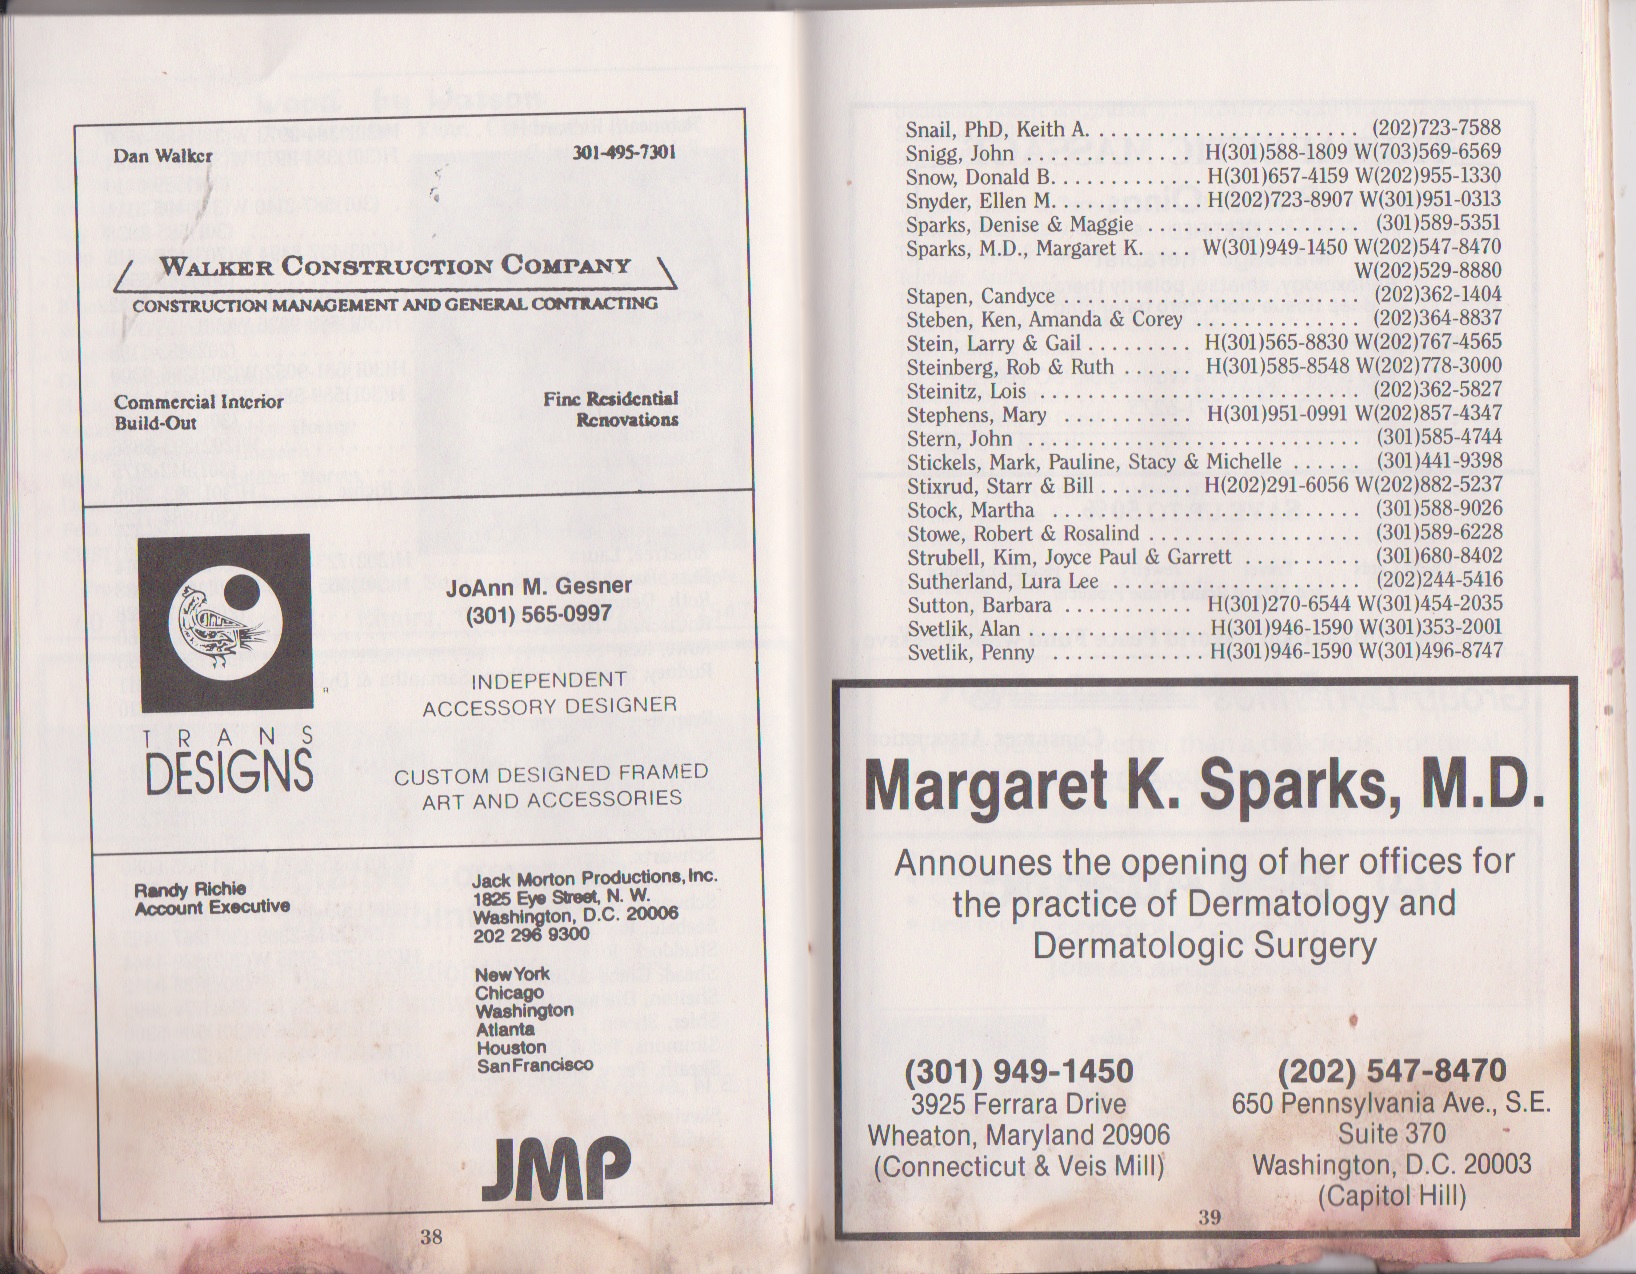 Dan Walker
301-495-7301
WALKER CONSTRUCTION COMPANY
CONSTRUCTION MANAGEMENT AND GENERAL CONTRACTING
Commercial Interior
Build-Out
Fine Residential
Renovations
TRANS
DESIGNS
JoAnn M. Gesner
(301) 565-0997
INDEPENDENT
ACCESSORY DESIGNER
CUSTOM DESIGNED FRAMED
ART AND ACCESSORIES
Randy Richie
Account Executive
Jack Morton Productions, Inc.
1825 Eye Street, N. W.
Washington, D.C. 20006
202 296 9300
New York
Chicago
Washington
Atlanta
Houston
San Francisco
JMP
38
Snail, PhD, Keith A. . . . . . . . . . . . . . . . . . . . . . . . (202)723-7588
Snigg, John . . . . . . . . . . . . . H(301)588-1809 W(703)569-6569
Snow, Donald B. . . . . . . . . . . . . H(301)657-4159 W(202)955-1330
Snyder, Ellen M. . . . . . . . . . . . . H(202)723-8907 W(301)951-0313
Sparks, Denise & Maggie . . . . . . . . . . . . . . . . . . (301)589-5351
Sparks, M.D., Margaret K. . . . . W(301)949-1450 W(202)547-8470
W(202)529-8880
Stapen, Candyce . . . . . . . . . . . . . . . . . . . . . . . . . (202)362-1404
Steben, Ken, Amanda & Corey . . . . . . . . . . . . . . (202)364-8837
Stein, Larry & Gail . . . . . . . . . H(301)565-8830 W(202)767-4565
Steinberg, Rob & Ruth . . . . . . H(301)585-8548 W(202)778-3000
Steinitz, Lois . . . . . . . . . . . . . . . . . . . . . . . . . . . . (202)362-5827
Stephens, Mary . . . . . . . . . . . H(301)951-0991 W(202)857-4347
Stern, John . . . . . . . . . . . . . . . . . . . . . . . . . . . . . (301)585-4744
Stickels, Mark, Pauline, Stacy & Michelle . . . . . . (301)441-9398
Stixrud, Starr & Bill . . . . . . . . H(202)291-6056 W(202)882-5237
Stock, Martha . . . . . . . . . . . . . . . . . . . . . . . . . . (301)588-9026
Stowe, Robert & Rosalind . . . . . . . . . . . . . . . . . . (301)589-6228
Strubell, Kim, Joyce Paul & Garrett . . . . . . . . . . (301)680-8402
Sutherland, Lura Lee . . . . . . . . . . . . . . . . . . . . . (202)244-5416
Sutton, Barbara . . . . . . . . . . . H(301)270-6544 W(301)454-2035
Svetlik, Alan . . . . . . . . . . . . . . . H(301)946-1590 W(301)353-2001
Svetlik, Penny . . . . . . . . . . . . . H(301)946-1590 W(301)496-8747
Margaret K. Sparks, M.D.
Announes the opening of her offices for
the practice of Dermatology and
Dermatologic Surgery
(301) 949-1450
3925 Ferrara Drive
Wheaton, Maryland 20906
(Connecticut & Veis Mill)
(202) 547-8470
650 Pennsylvania Ave., S.E.
Suite 370
Washington, D.C. 20003
(Capitol Hill)
39